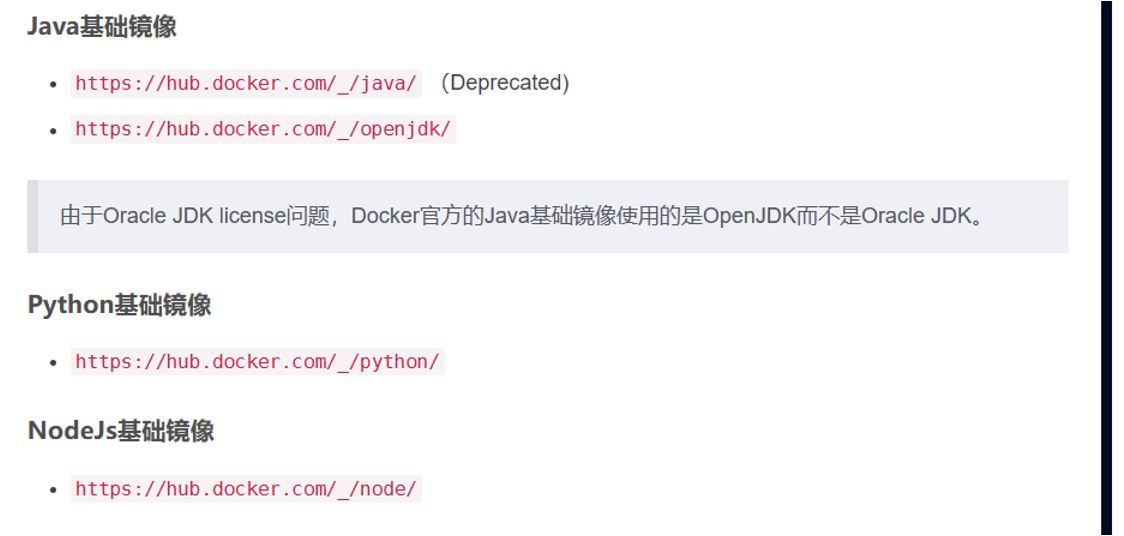 Java基础镜像
https://hub.docker.com/_/java/ （Deprecated）
https://hub.docker.com/_/openjdk/
由于Oracle JDK license问题，Docker官方的Java基础镜像使用的是OpenJDK而不是Oracle JDK。
Python基础镜像
https://hub.docker.com/_/python/
NodeJs基础镜像
https://hub.docker.com/_/node/